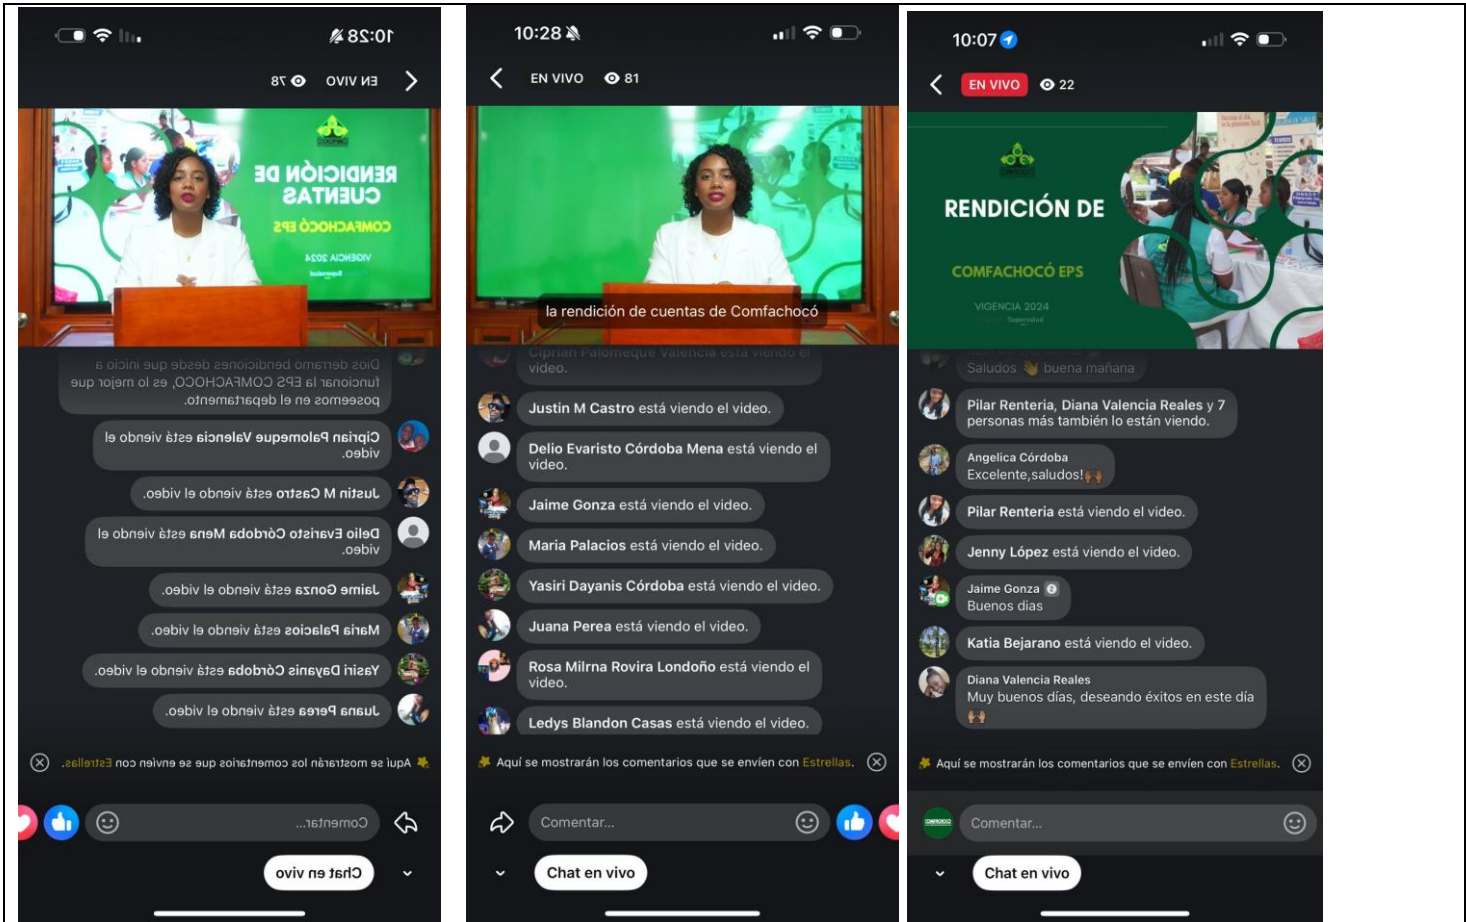 10:28
EN VIVO 78
RENDICIÓN DE
CUENTAS
COMFACHOCÓ EPS
VIGENCIA 2024
Supersalud
Dios derramó bendiciones desde que inicio a
funcionar la EPS COMFACHOCO, es lo mejor que
poseemos en el departamento.
Ciprian Palomeque Valencia está viendo el
video.
Justin M Castro está viendo el video.
Delio Evaristo Córdoba Mena está viendo el
video.
Jaime Gonza está viendo el video.
Maria Palacios está viendo el video.
Yasiri Dayanis Córdoba está viendo el video.
Juana Perea está viendo el video.
Aquí se mostrarán los comentarios que se envíen con Estrellas.
Comentar...
Chat en vivo
10:28
EN VIVO 81
la rendición de cuentas de Comfachocó
Ciprian Palomeque Valencia está viendo el
video.
Justin M Castro está viendo el video.
Delio Evaristo Córdoba Mena está viendo el
video.
Jaime Gonza está viendo el video.
Maria Palacios está viendo el video.
Yasiri Dayanis Córdoba está viendo el video.
Juana Perea está viendo el video.
Rosa Milrna Rovira Londoño está viendo el
video.
Ledys Blandon Casas está viendo el video.
Aquí se mostrarán los comentarios que se envíen con Estrellas.
Comentar...
Chat en vivo
10:07
EN VIVO 22
RENDICIÓN DE
COMFACHOCÓ EPS
VIGENCIA 2024
Supersalud
Saludos 👋 buena mañana
Pilar Renteria, Diana Valencia Reales y 7
personas más también lo están viendo.
Angelica Córdoba
Excelente,saludos!🙌🏾
Pilar Renteria está viendo el video.
Jenny López está viendo el video.
Jaime Gonza
Buenos dias
Katia Bejarano está viendo el video.
Diana Valencia Reales
Muy buenos días, deseando éxitos en este día
🙌🏽
Aquí se mostrarán los comentarios que se envíen con Estrellas.
Comentar...
Chat en vivo